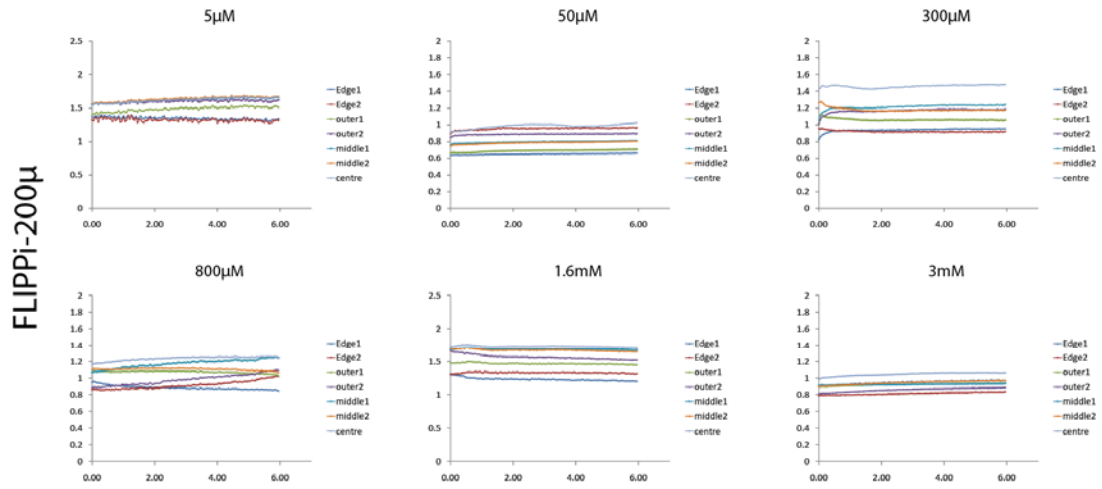 FLIPPi-200µ
5µM
2.5
2
1.5
1
0.5
0
0.00 2.00 4.00 6.00
Edge1
Edge2
outer1
outer2
middle1
middle2
centre
50µM
2
1.8
1.6
1.4
1.2
1
0.8
0.6
0.4
0.2
0
0.00 2.00 4.00 6.00
Edge1
Edge2
outer1
outer2
middle1
middle2
centre
300µM
2
1.8
1.6
1.4
1.2
1
0.8
0.6
0.4
0.2
0
0.00 2.00 4.00 6.00
Edge1
Edge2
outer1
outer2
middle1
middle2
centre
800µM
2
1.8
1.6
1.4
1.2
1
0.8
0.6
0.4
0.2
0
0.00 2.00 4.00 6.00
Edge1
Edge2
outer1
outer2
middle1
middle2
centre
1.6mM
2.5
2
1.5
1
0.5
0
0.00 2.00 4.00 6.00
Edge1
Edge2
outer1
outer2
middle1
middle2
centre
3mM
2
1.8
1.6
1.4
1.2
1
0.8
0.6
0.4
0.2
0
0.00 2.00 4.00 6.00
Edge1
Edge2
outer1
outer2
middle1
middle2
centre